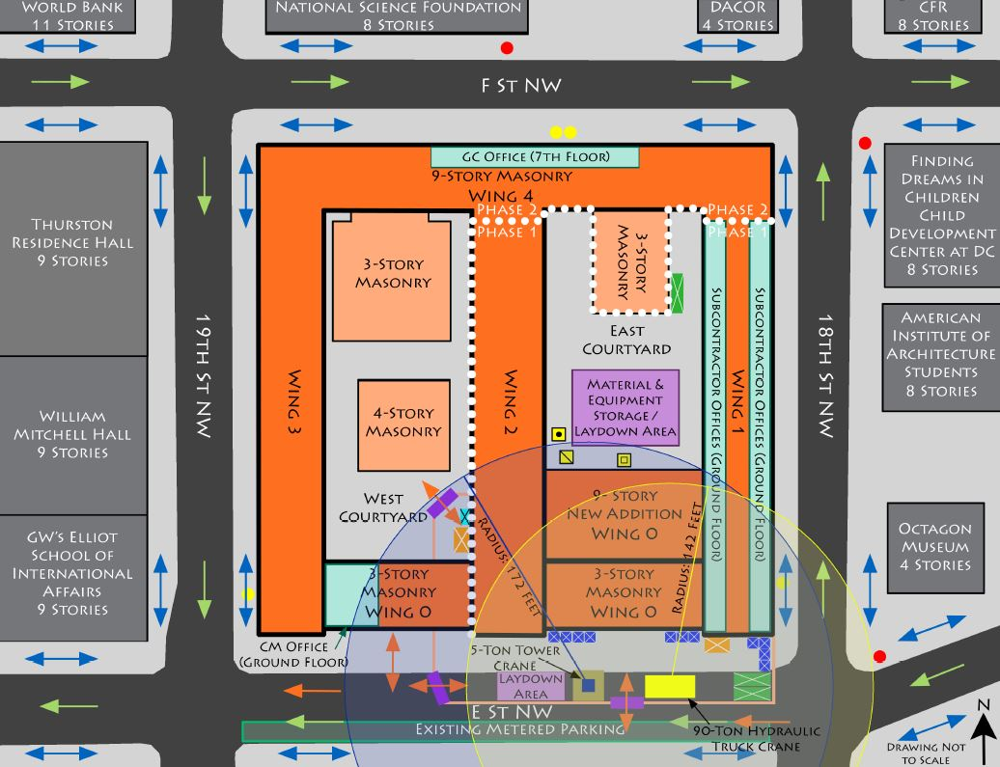 WORLD BANK
11 STORIES
NATIONAL SCIENCE FOUNDATION
8 STORIES
DACOR
4 STORIES
CFR
8 STORIES
F ST NW
GC OFFICE (7TH FLOOR)
9-STORY MASONRY
WING 4
PHASE 2
PHASE 1
PHASE 2
PHASE 1
THURSTON
RESIDENCE HALL
9 STORIES
WILLIAM
MITCHELL HALL
9 STORIES
GW'S ELLIOT
SCHOOL OF
INTERNATIONAL
AFFAIRS
9 STORIES
19TH ST NW
WING 3
3-STORY
MASONRY
4-STORY
MASONRY
WEST
COURTYARD
3-STORY
MASONRY
WING O
CM OFFICE
(GROUND FLOOR)
WING 2
3-STORY
MASONRY
EAST
COURTYARD
MATERIAL &
EQUIPMENT
STORAGE /
LAYDOWN AREA
9- STORY
NEW ADDITION
WING O
3-STORY
MASONRY
WING O
RADIUS: 172 FEET
RADIUS: 142 FEET
SUBCONTRACTOR OFFICES (GROUND FLOOR)
WING 1
SUBCONTRACTOR OFFICES (GROUND FLOOR)
18TH ST NW
FINDING
DREAMS IN
CHILDREN
CHILD
DEVELOPMENT
CENTER AT DC
8 STORIES
AMERICAN
INSTITUTE OF
ARCHITECTURE
STUDENTS
8 STORIES
OCTAGON
MUSEUM
4 STORIES
5-TON TOWER
CRANE
LAYDOWN
AREA
E ST NW
EXISTING METERED PARKING
90-TON HYDRAULIC
TRUCK CRANE
N
DRAWING NOT
TO SCALE